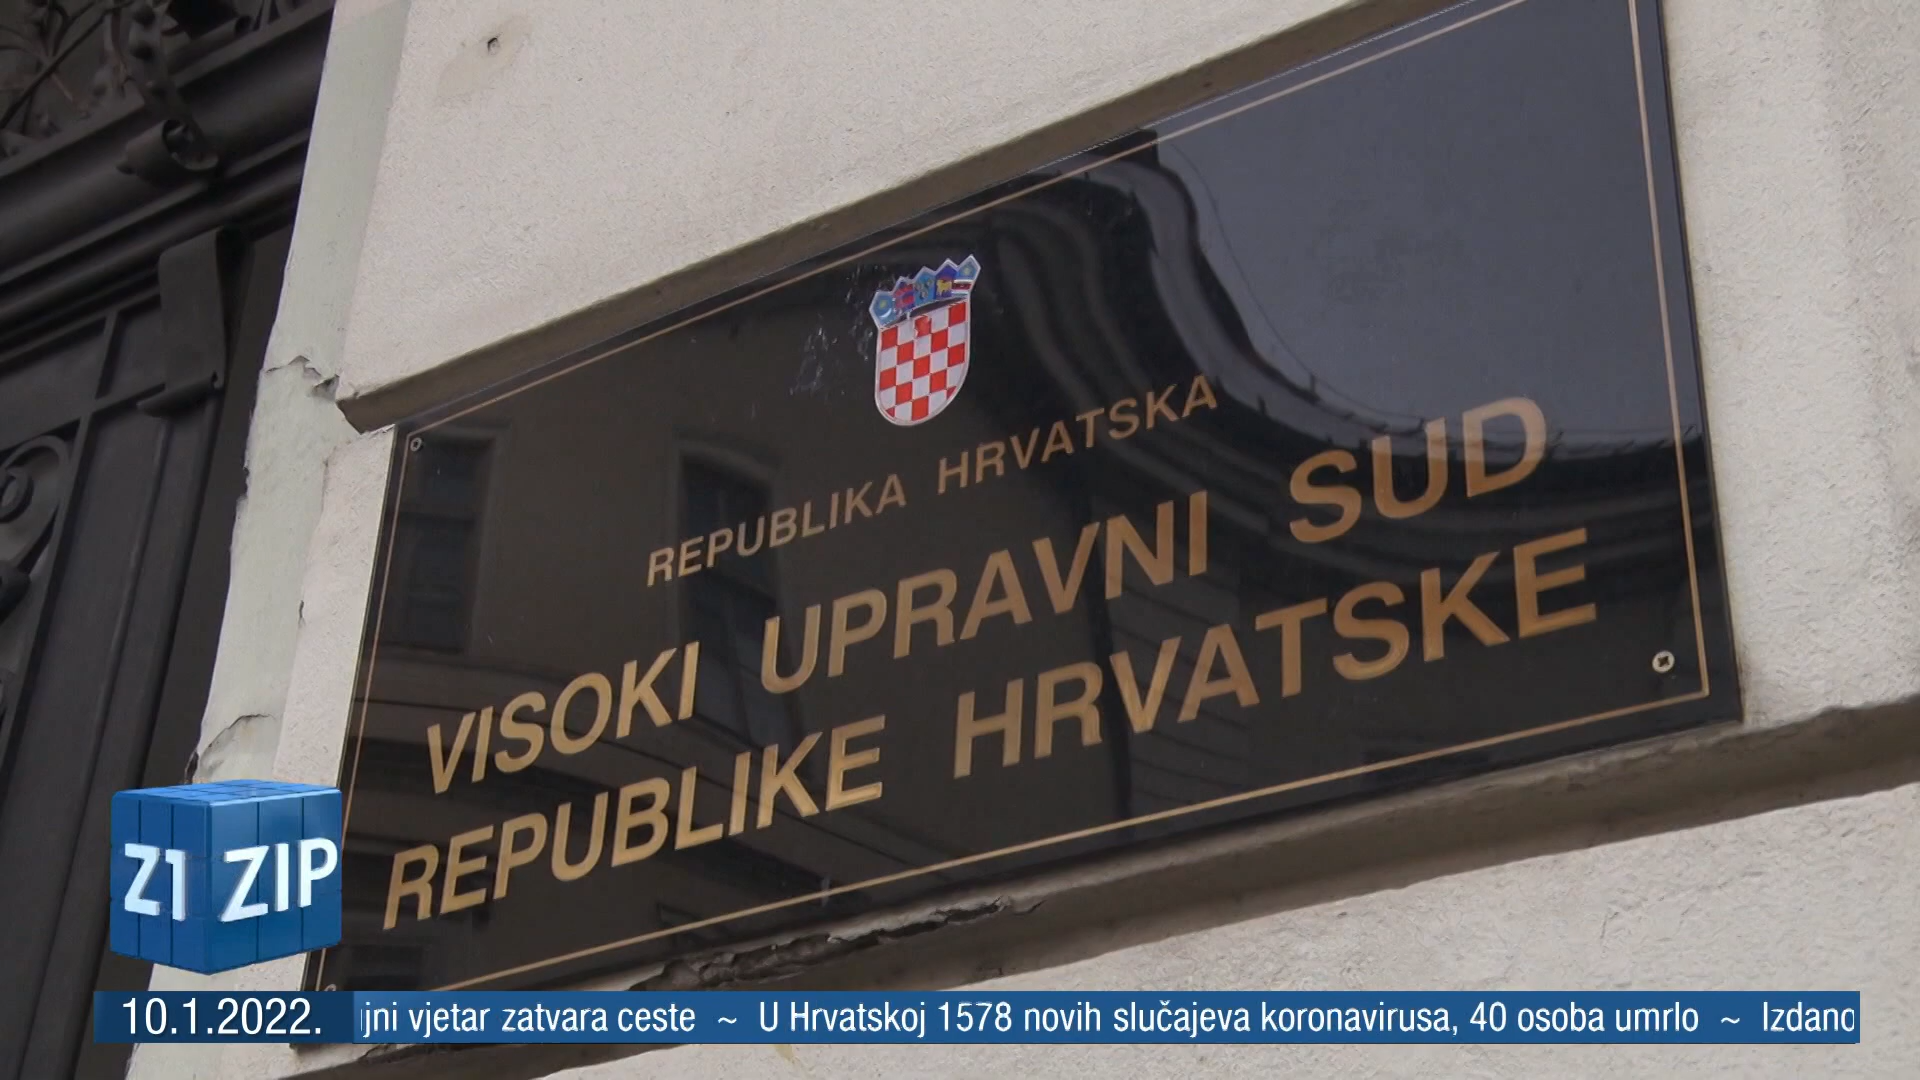 REPUBLIKA HRVATSKA
VISOKI UPRAVNI SUD
REPUBLIKE HRVATSKE
Z1 ZIP
10.1.2022. jni vjetar zatvara ceste ~ U Hrvatskoj 1578 novih slučajeva koronavirusa, 40 osoba umrlo ~ Izdano